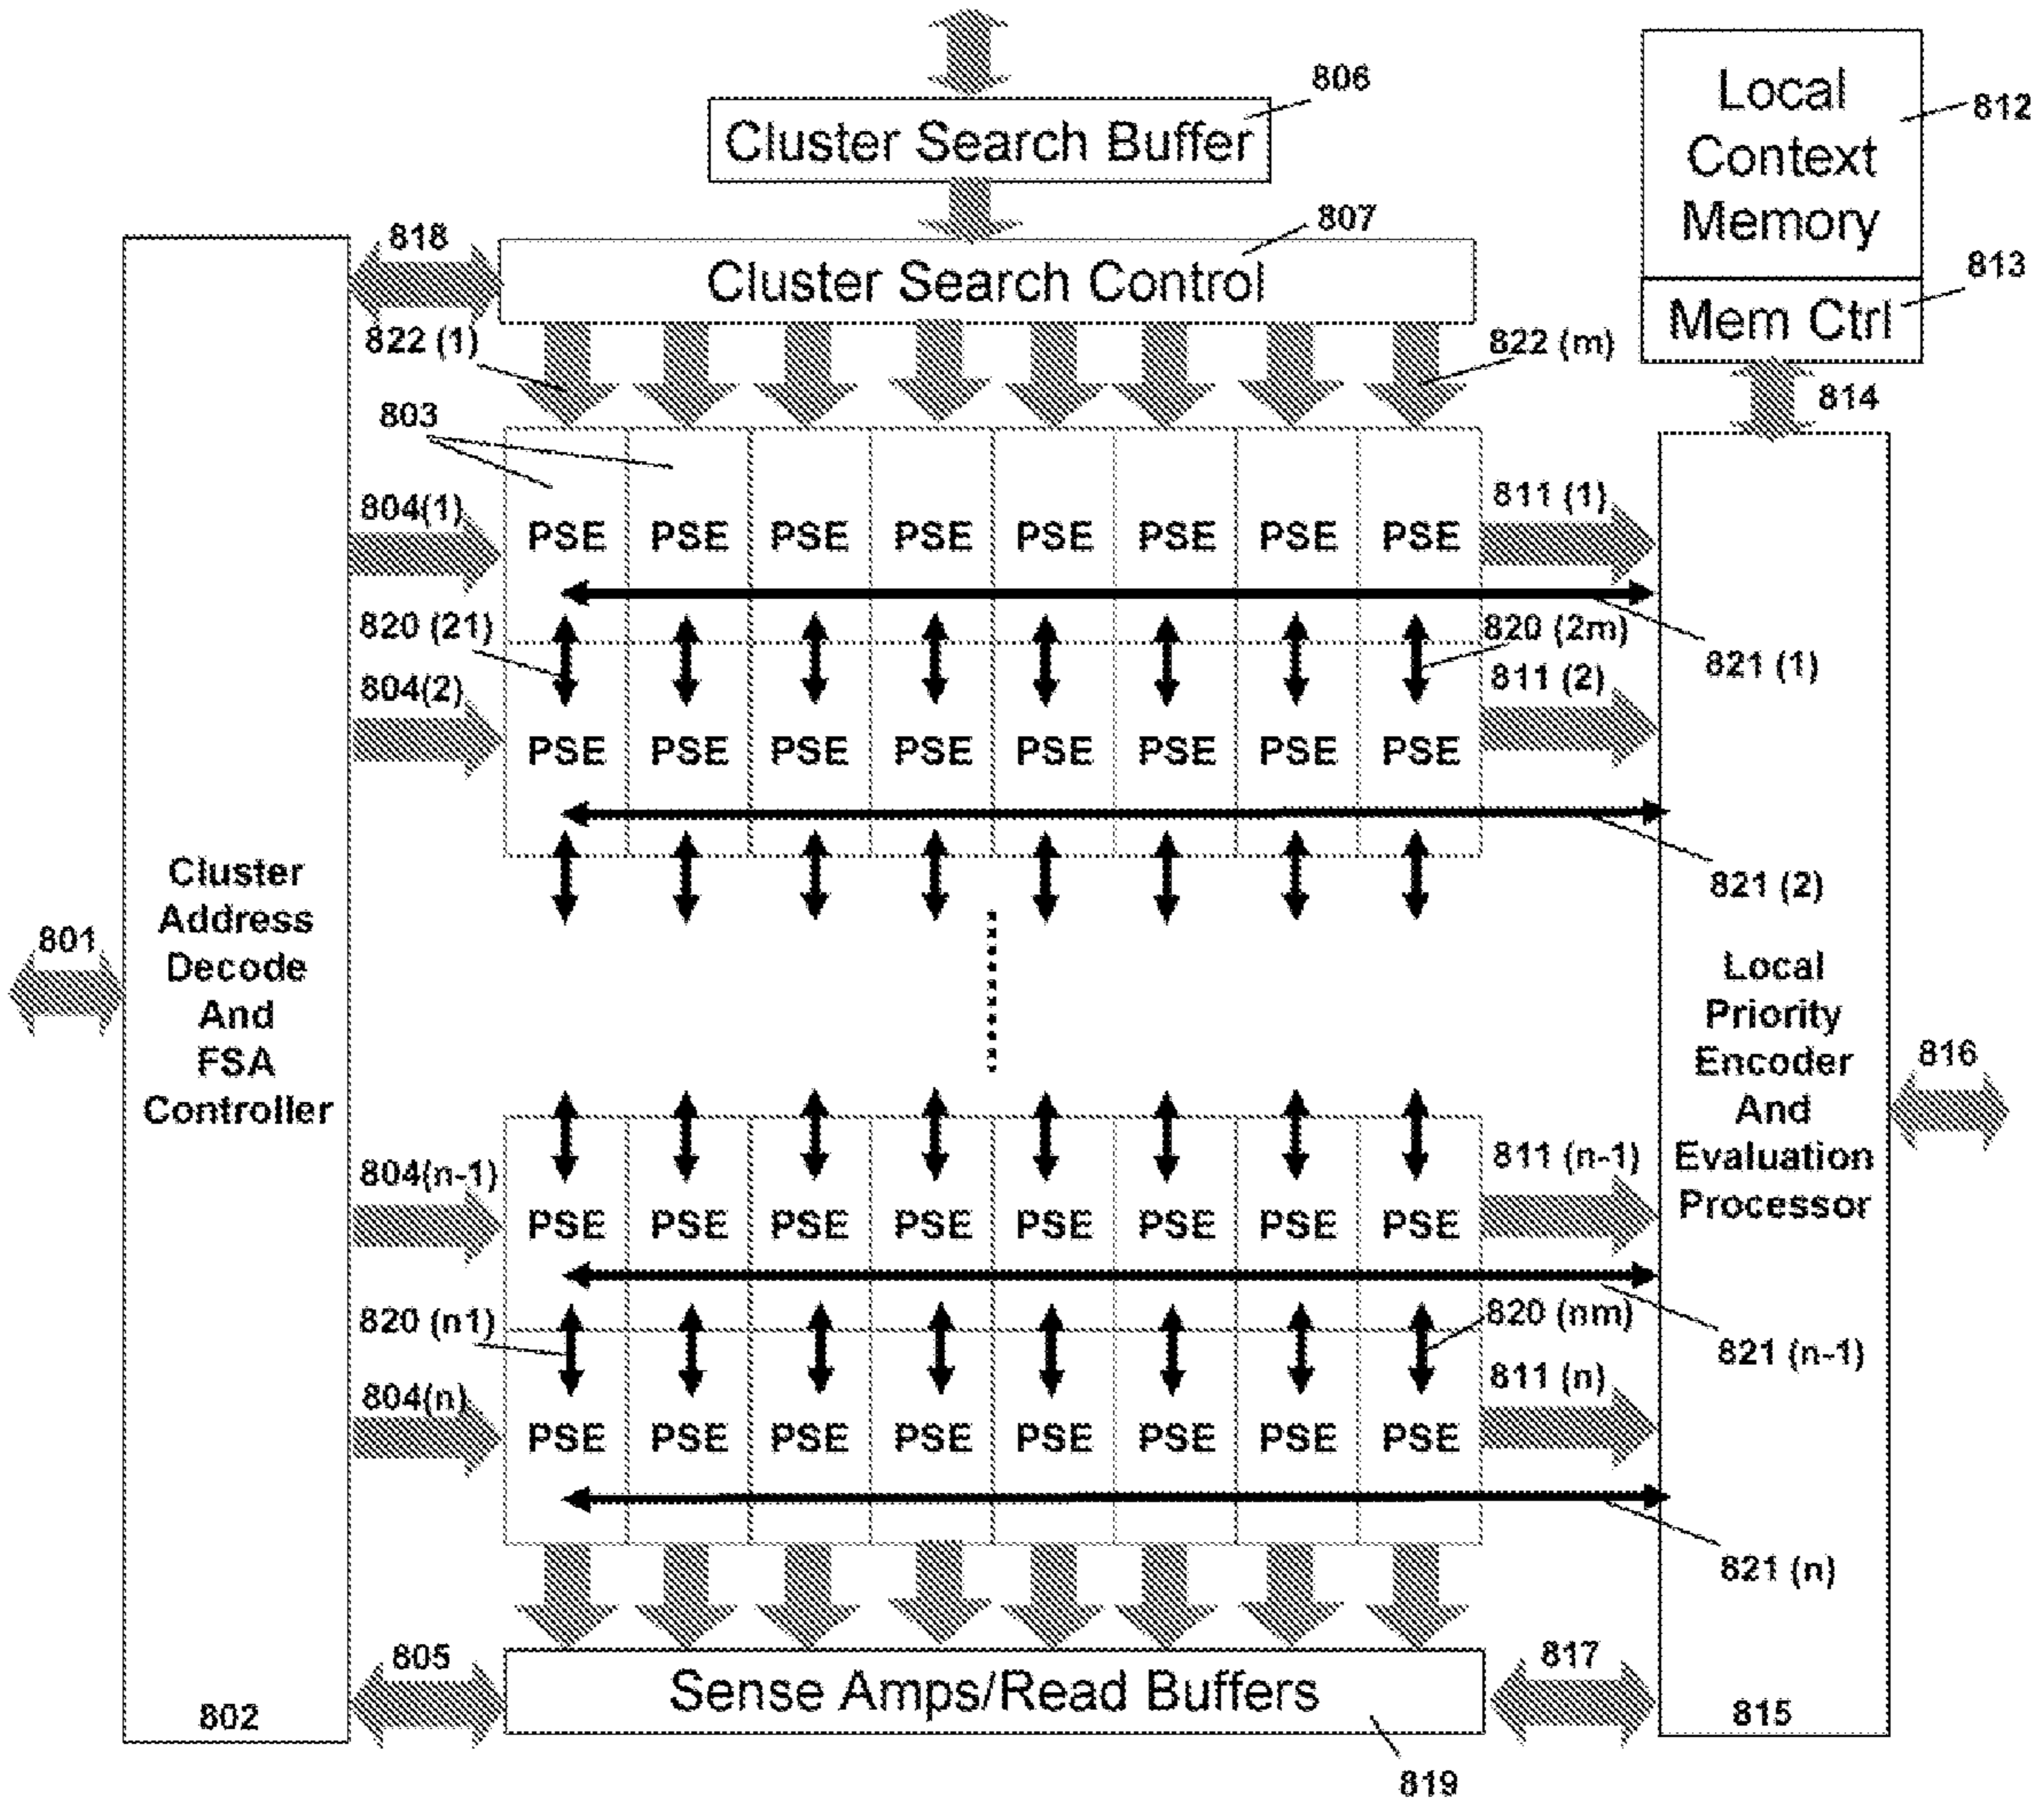 806
Cluster Search Buffer
Local
Context
Memory
812
807
818
Cluster Search Control
813
Mem Ctrl
822 (1)
822 (m)
814
803
804(1)
PSE PSE PSE PSE PSE PSE PSE PSE
811 (1)
820 (21)
820 (2m)
821 (1)
804(2)
811 (2)
PSE PSE PSE PSE PSE PSE PSE PSE
821 (2)
801
Cluster
Address
Decode
And
FSA
Controller
Local
Priority
Encoder
And
Evaluation
Processor
816
804(n-1)
811 (n-1)
PSE PSE PSE PSE PSE PSE PSE PSE
820 (n1)
820 (nm)
821 (n-1)
804(n)
811 (n)
PSE PSE PSE PSE PSE PSE PSE PSE
821 (n)
805
817
Sense Amps/Read Buffers
802
815
819